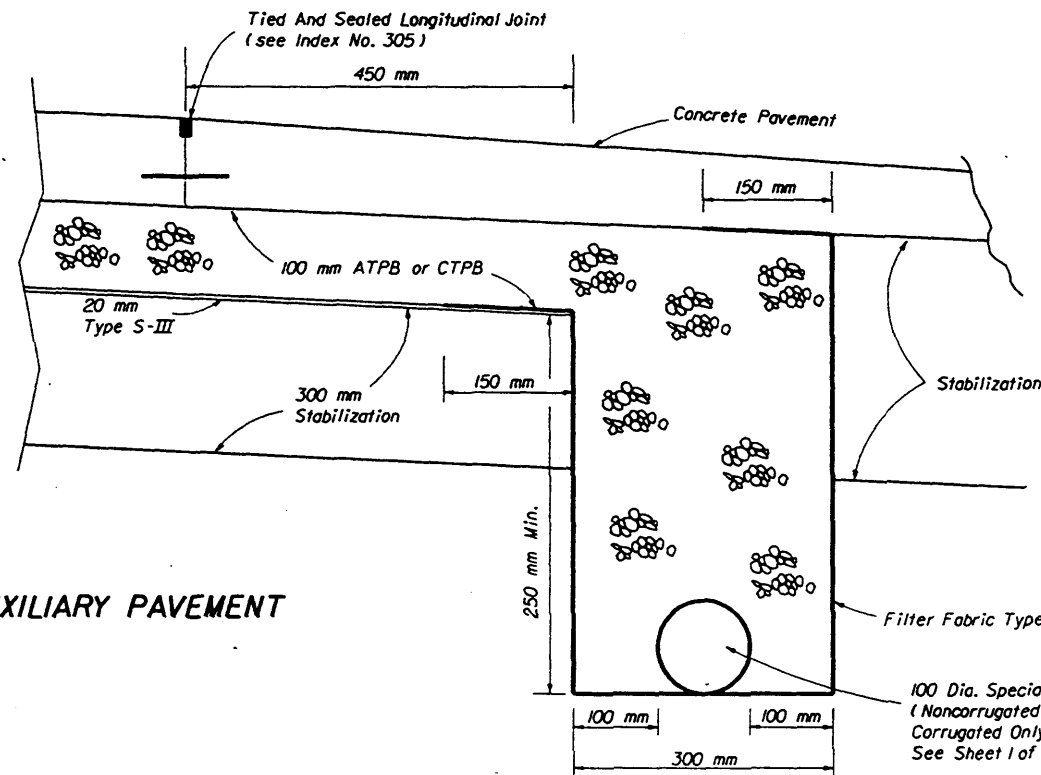 Tied And Sealed Longitudinal Joint
(see Index No. 305)
450 mm
Concrete Pavement
150 mm
100 mm ATPB or CTPB
20 mm
Type S-III
150 mm
300 mm
Stabilization
Stabilization
250 mm Min.
XILIARY PAVEMENT
Filter Fabric Type
100 Dia. Specia
(Noncorrugated
Corrugated Only
See Sheet 1 of
100 mm
100 mm
300 mm